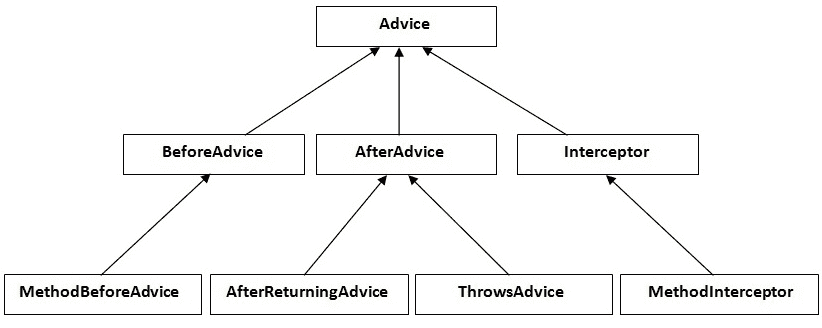 Advice
BeforeAdvice
AfterAdvice
Interceptor
MethodBeforeAdvice
AfterReturningAdvice
ThrowsAdvice
MethodInterceptor